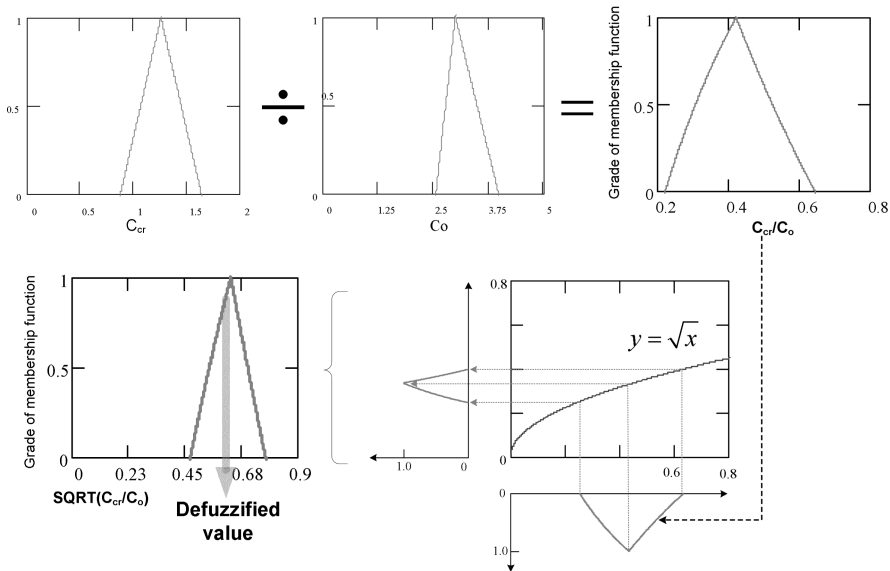 1
0.5
0
0 0.5 1 1.5 2
Ccr
÷
1
0.5
0
0 1.25 2.5 3.75 5
Co
=
Grade of membership function
1
0.5
0
0.2 0.4 0.6 0.8
Ccr/Co
Grade of membership function
1
0.5
0
0 0.23 0.45 0.68 0.9
SQRT(Ccr/Co)
Defuzzified
value
1.0 0
0.8
y = √x
0
0.6 0.8
0
1.0